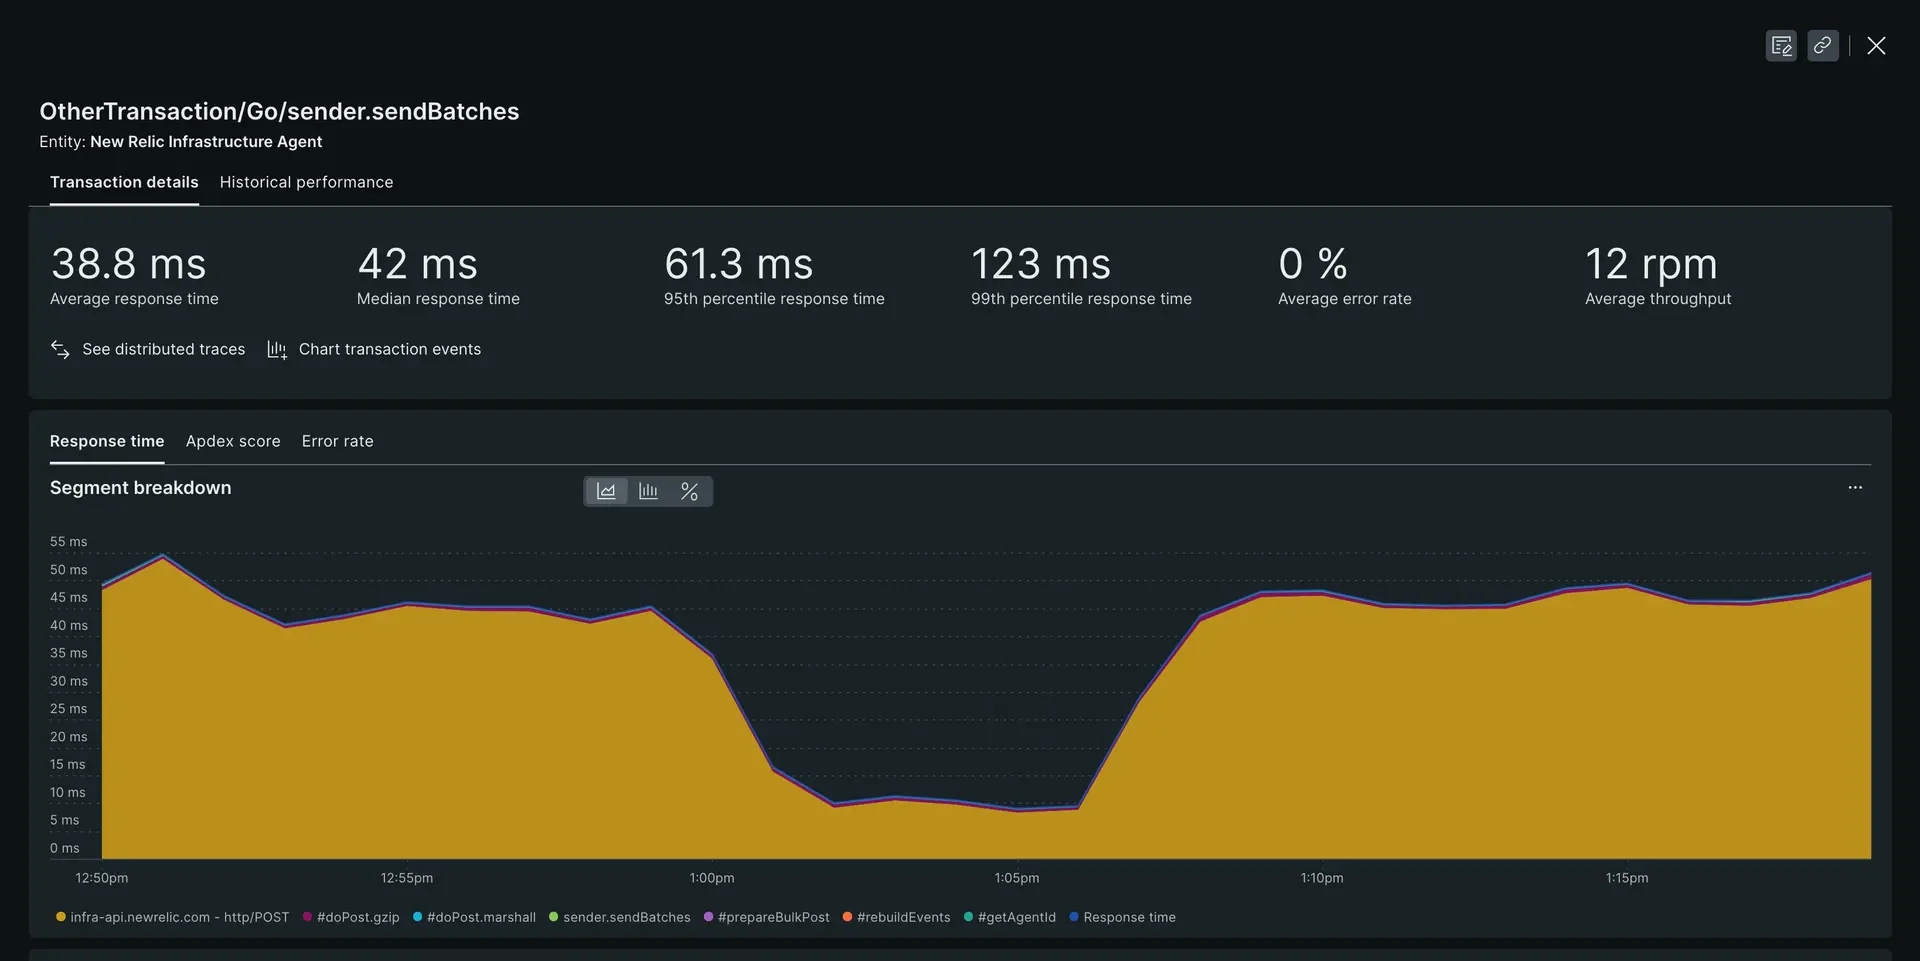 OtherTransaction/Go/sender.sendBatches
Entity: New Relic Infrastructure Agent
Transaction details Historical performance
38.8 ms 42 ms 61.3 ms 123 ms 0 % 12 rpm
Average response time Median response time 95th percentile response time 99th percentile response time Average error rate Average throughput
See distributed traces Chart transaction events
Response time Apdex score Error rate
Segment breakdown
55 ms
50 ms
45 ms
40 ms
35 ms
30 ms
25 ms
20 ms
15 ms
10 ms
5 ms
0 ms
12:50pm 12:55pm 1:00pm 1:05pm 1:10pm 1:15pm
infra-api.newrelic.com - http/POST #doPost.gzip #doPost.marshall sender.sendBatches #prepareBulkPost #rebuildEvents #getAgentId Response time